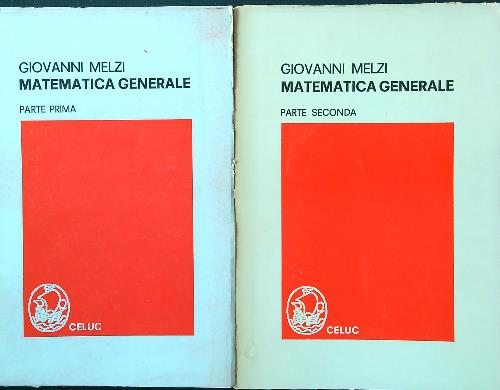 GIOVANNI MELZI
MATEMATICA GENERALE
PARTE PRIMA
CELUC
GIOVANNI MELZI
MATEMATICA GENERALE
PARTE SECONDA
CELUC